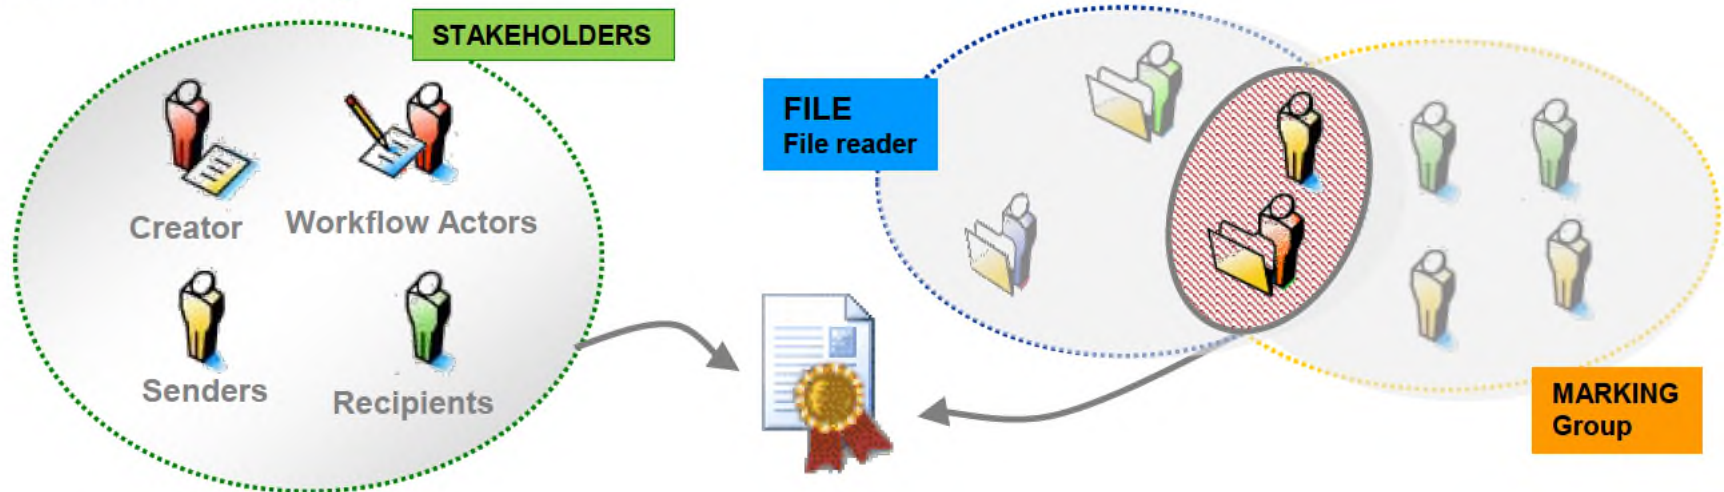 STAKEHOLDERS
Creator
Workflow Actors
Senders
Recipients
FILE
File reader
MARKING
Group